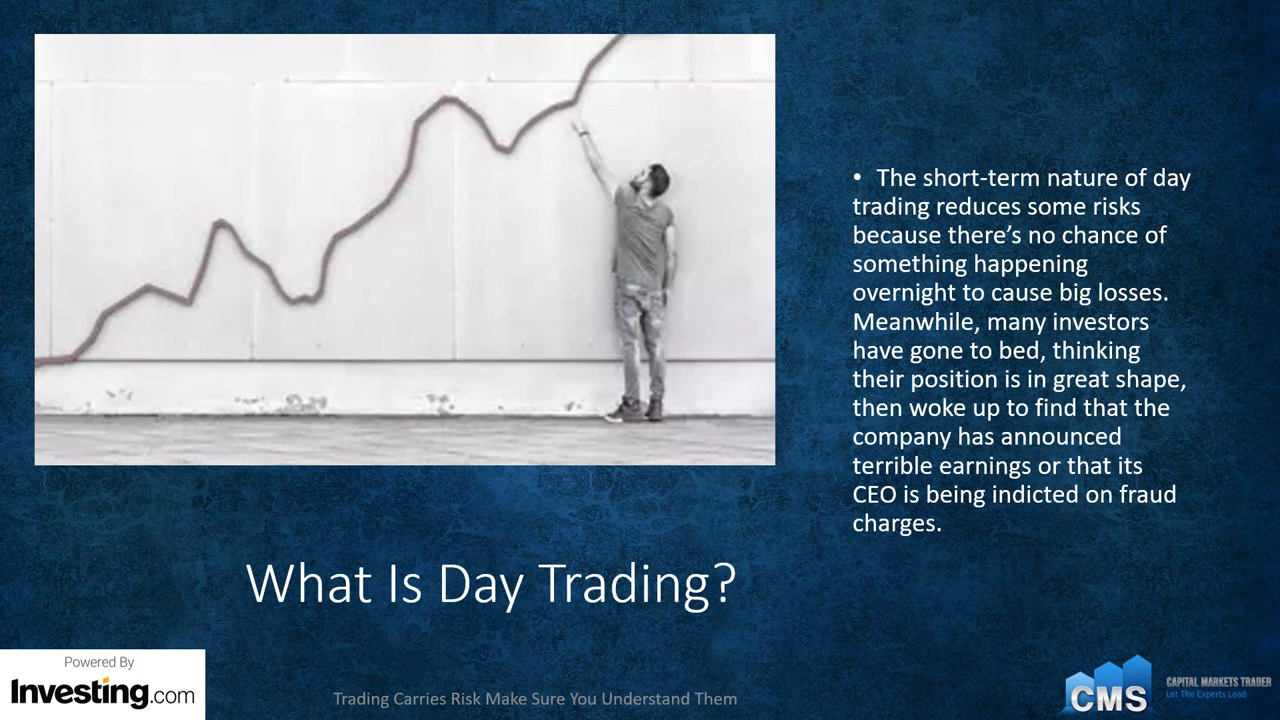 • The short-term nature of day
trading reduces some risks
because there’s no chance of
something happening
overnight to cause big losses.
Meanwhile, many investors
have gone to bed, thinking
their position is in great shape,
then woke up to find that the
company has announced
terrible earnings or that its
CEO is being indicted on fraud
charges.
What Is Day Trading?
Powered By
Investing.com
Trading Carries Risk Make Sure You Understand Them
CMS
CAPITAL MARKETS TRADER
Let The Experts Lead